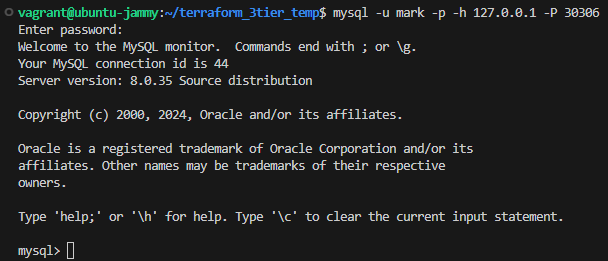 vagrant@ubuntu-jammy:~/terraform_3tier_temp$ mysql -u mark -p -h 127.0.0.1 -P 30306
Enter password:
Welcome to the MySQL monitor.  Commands end with ; or \g.
Your MySQL connection id is 44
Server version: 8.0.35 Source distribution

Copyright (c) 2000, 2024, Oracle and/or its affiliates.

Oracle is a registered trademark of Oracle Corporation and/or its
affiliates. Other names may be trademarks of their respective
owners.

Type 'help;' or '\h' for help. Type '\c' to clear the current input statement.

mysql>